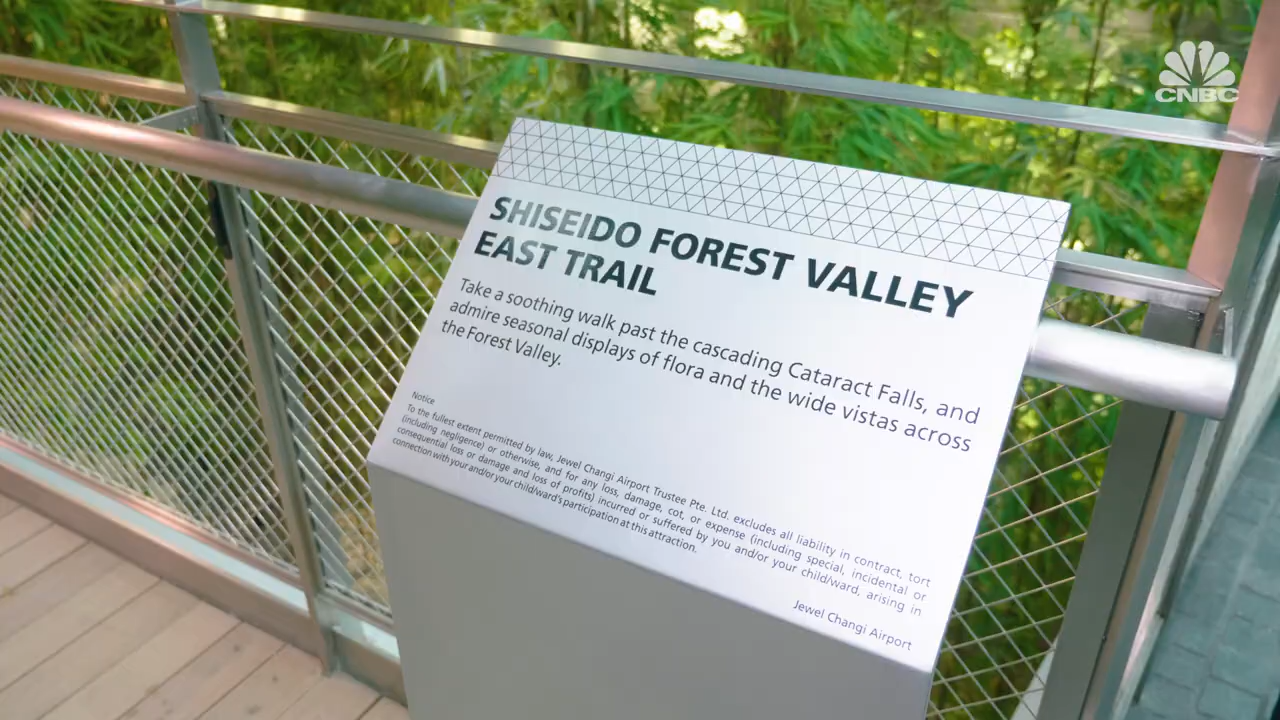 CNBC
SHISEIDO FOREST VALLEY
EAST TRAIL
Take a soothing walk past the cascading Cataract Falls, and
admire seasonal displays of flora and the wide vistas across
the Forest Valley.
Notice
To the fullest extent permitted by law, Jewel Changi Airport Trustee Pte. Ltd. excludes all liability in contract, tort
(including negligence) or otherwise, and for any loss, damage, cot, or expense (including special, incidental or
consequential loss or damage and loss of profits) incurred or suffered by you and/or your child/ward, arising in
connection with your and/or your child/ward's participation at this attraction.
Jewel Changi Airport